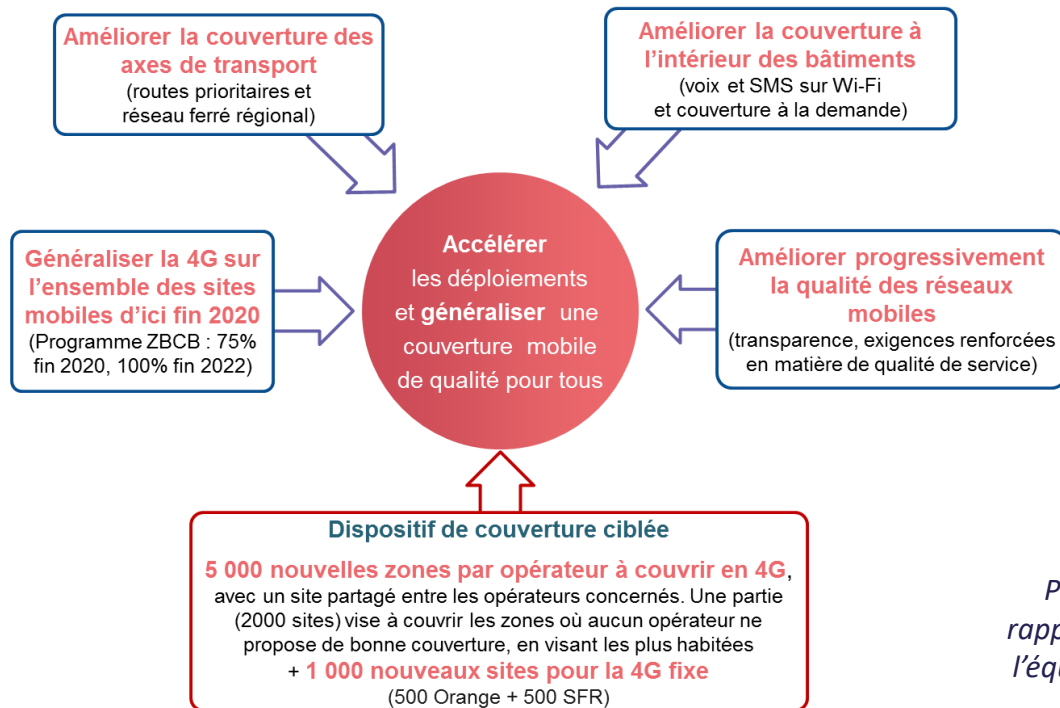 Améliorer la couverture des
axes de transport
(routes prioritaires et
réseau ferré régional)
Améliorer la couverture à
l’intérieur des bâtiments
(voix et SMS sur Wi-Fi
et couverture à la demande)
Généraliser la 4G sur
l’ensemble des sites
mobiles d’ici fin 2020
(Programme ZBCB : 75%
fin 2020, 100% fin 2022)
Accélérer
les déploiements
et généraliser une
couverture mobile
de qualité pour tous
Améliorer progressivement
la qualité des réseaux
mobiles
(transparence, exigences renforcées
en matière de qualité de service)
Dispositif de couverture ciblée
5 000 nouvelles zones par opérateur à couvrir en 4G,
avec un site partagé entre les opérateurs concernés. Une partie
(2000 sites) vise à couvrir les zones où aucun opérateur ne
propose de bonne couverture, en visant les plus habitées
+ 1 000 nouveaux sites pour la 4G fixe
(500 Orange + 500 SFR)
P
rapp
l’équ